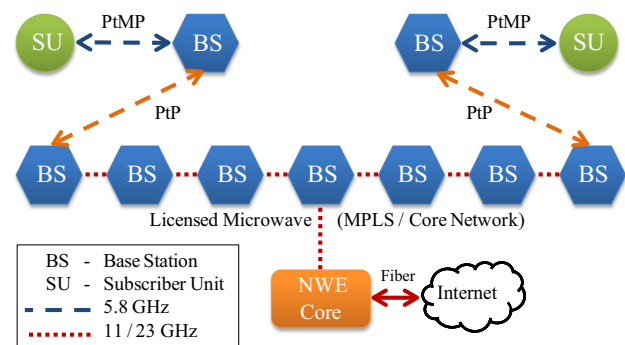 PtMP
PtMP
SU
BS
BS
SU
PtP
PtP
BS
BS
BS
BS
BS
BS
BS
Licensed Microwave
(MPLS / Core Network)
BS - Base Station
SU - Subscriber Unit
5.8 GHz
11 / 23 GHz
NWE
Core
Fiber
Internet